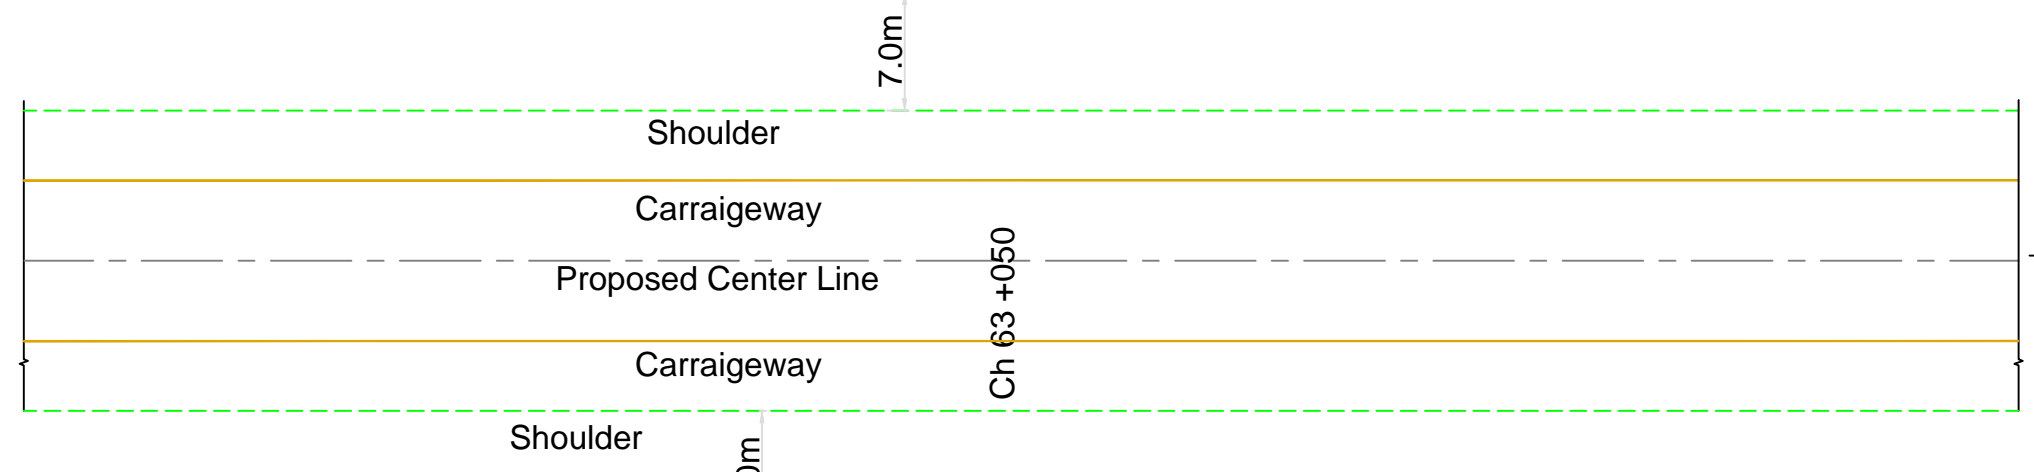 7.0m
Shoulder
Carraigeway
Proposed Center Line
Ch 63 +050
Carraigeway
Shoulder